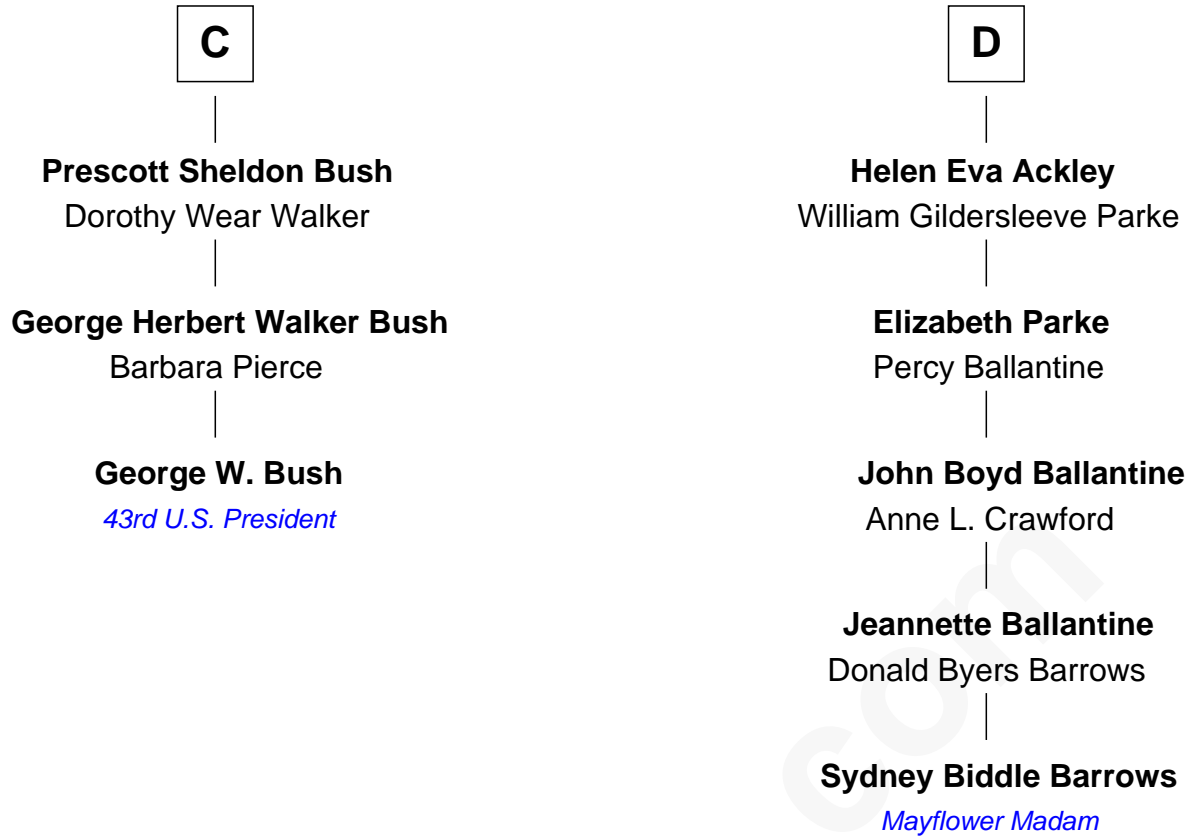 C
Prescott Sheldon Bush
Dorothy Wear Walker
George Herbert Walker Bush
Barbara Pierce
George W. Bush
43rd U.S. President
D
Helen Eva Ackley
William Gildersleeve Parke
Elizabeth Parke
Percy Ballantine
John Boyd Ballantine
Anne L. Crawford
Jeannette Ballantine
Donald Byers Barrows
Sydney Biddle Barrows
Mayflower Madam
com